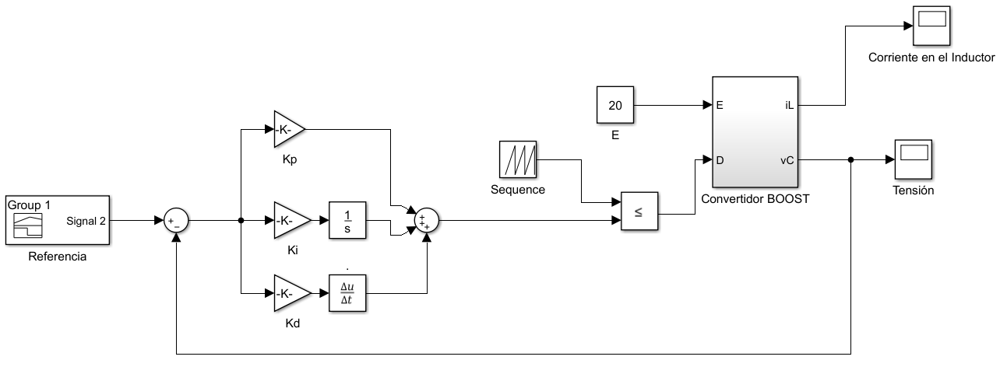 Corriente en el Inductor
20
E
E
iL
D
vC
Convertidor BOOST
Tensión
-K-
Kp
Sequence
≤
Group 1
Signal 2
Referencia
+
−
-K-
Ki
1
s
+
+
+
.
-K-
Kd
Δu
Δt